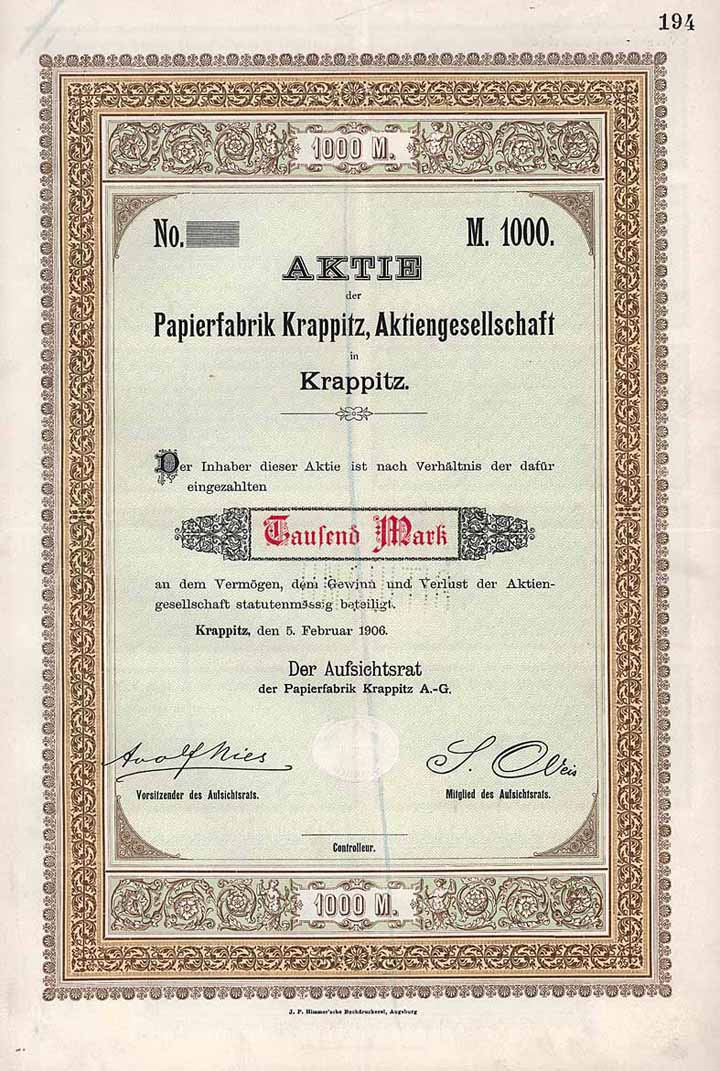 194
1000 M.
No. M. 1000.
AKTIE
der
Papierfabrik Krappitz, Aktiengesellschaft
in
Krappitz.
Der Inhaber dieser Aktie ist nach Verhältnis der dafür
eingezahlten
Tausend Mark
an dem Vermögen, dem Gewinn und Verlust der Aktien-
gesellschaft statutenmässig beteiligt.
Krappitz, den 5. Februar 1906.
Der Aufsichtsrat
der Papierfabrik Krappitz A.-G.
Adolf Nies
Vorsitzender des Aufsichtsrats. Mitglied des Aufsichtsrats.
Controlleur.
1000 M.
J. P. Himmer'sche Buchdruckerei, Augsburg